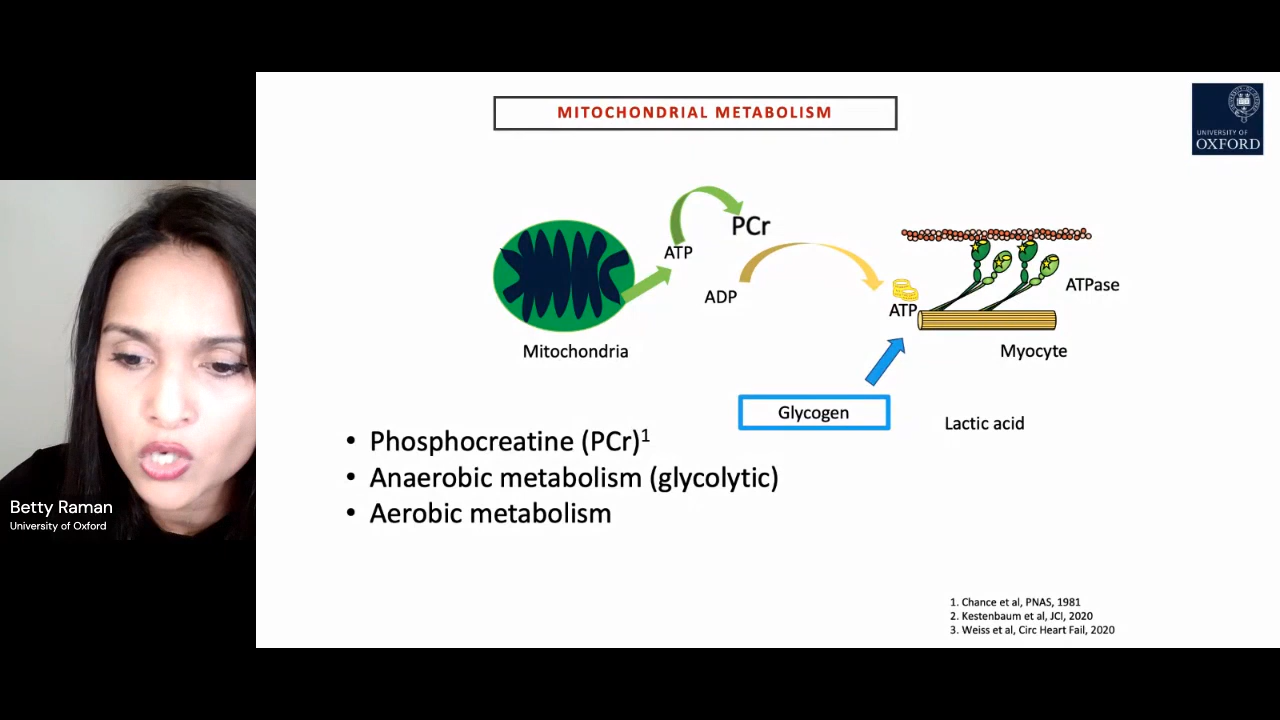 MITOCHONDRIAL METABOLISM
UNIVERSITY OF
OXFORD
PCr
ATP
ADP
ATPase
ATP
Mitochondria
Myocyte
Glycogen
Lactic acid
• Phosphocreatine (PCr)1
• Anaerobic metabolism (glycolytic)
• Aerobic metabolism
Betty Raman
University of Oxford
1. Chance et al, PNAS, 1981
2. Kestenbaum et al, JCI, 2020
3. Weiss et al, Circ Heart Fail, 2020